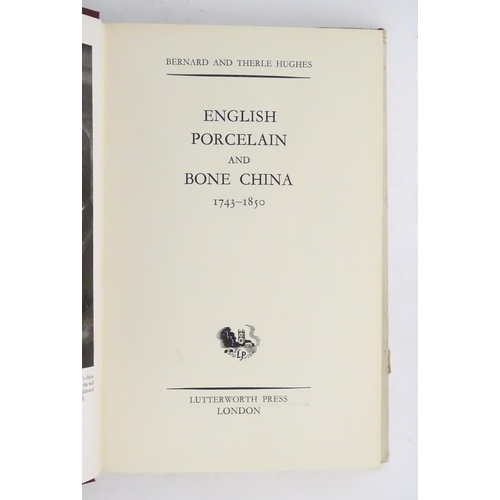 BERNARD AND THERLE HUGHES
ENGLISH
PORCELAIN
AND
BONE CHINA
1743–1850
LP
LUTTERWORTH PRESS
LONDON